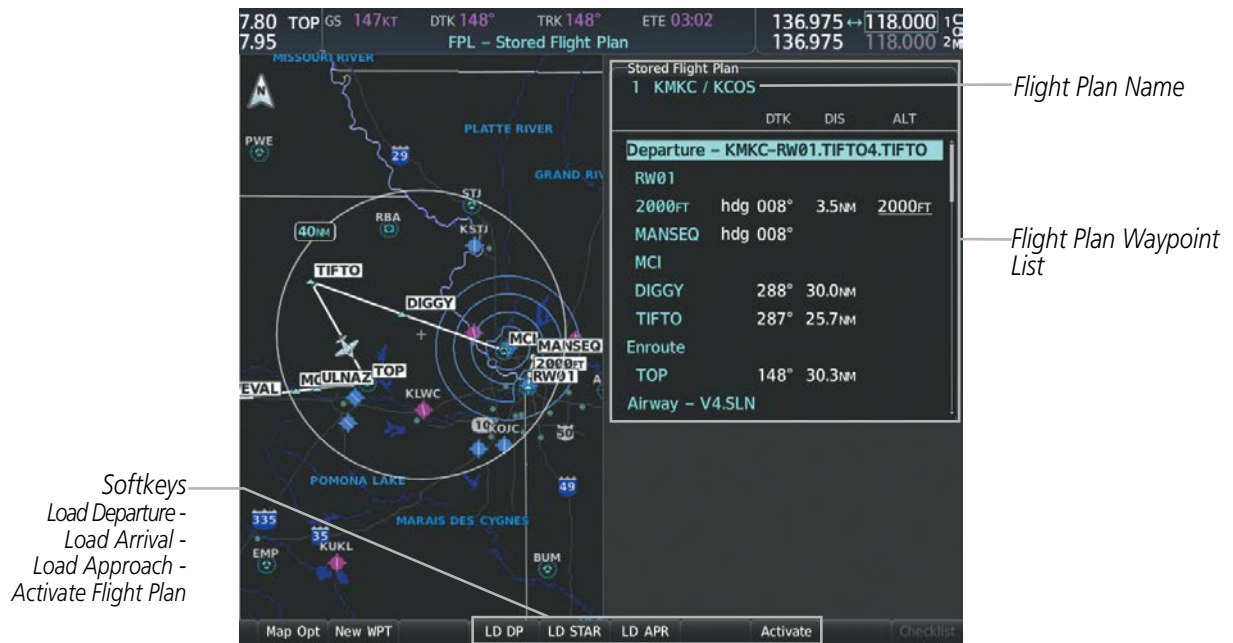 7.80 TOP GS 147KT DTK 148° TRK 148° ETE 03:02 136.975 ↔ 118.000 1
7.95 FPL – Stored Flight Plan 136.975 118.000 2
MISSOURI RIVER
N
PWE
PLATTE RIVER
29
GRAND RIV
STJ
RBA
KSTJ
40NM
TIFTO
DIGGY
MCI
MANSEQ
2000FT
RW01
TOP
ULNAZ
MC
EVAL
KLWC
A
10
KOJC
50
POMONA LAKE
49
335
MARAIS DES CYGNES
35
KUKL
EMP
BUM
Stored Flight Plan
1 KMKC / KCOS
DTK DIS ALT
Departure – KMKC–RW01.TIFTO4.TIFTO
RW01
2000FT hdg 008° 3.5NM 2000FT
MANSEQ hdg 008°
MCI
DIGGY 288° 30.0NM
TIFTO 287° 25.7NM
Enroute
TOP 148° 30.3NM
Airway – V4.SLN
Flight Plan Name
Flight Plan Waypoint
List
Softkeys
Load Departure -
Load Arrival -
Load Approach -
Activate Flight Plan
Map Opt New WPT LD DP LD STAR LD APR Activate Checklist